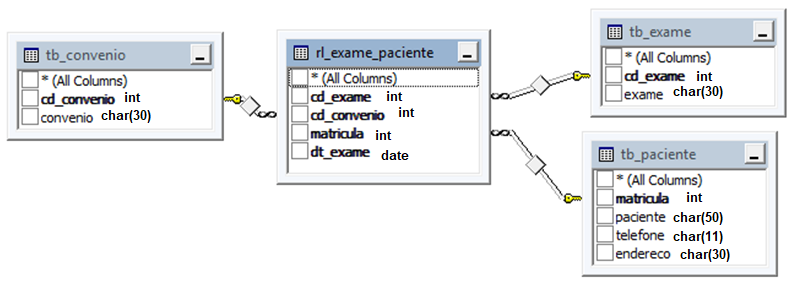 tb_convenio
* (All Columns)
cd_convenio int
convenio char(30)
rl_exame_paciente
* (All Columns)
cd_exame int
cd_convenio int
matricula int
dt_exame date
tb_exame
* (All Columns)
cd_exame int
exame char(30)
tb_paciente
* (All Columns)
matricula int
paciente char(50)
telefone char(11)
endereco char(30)